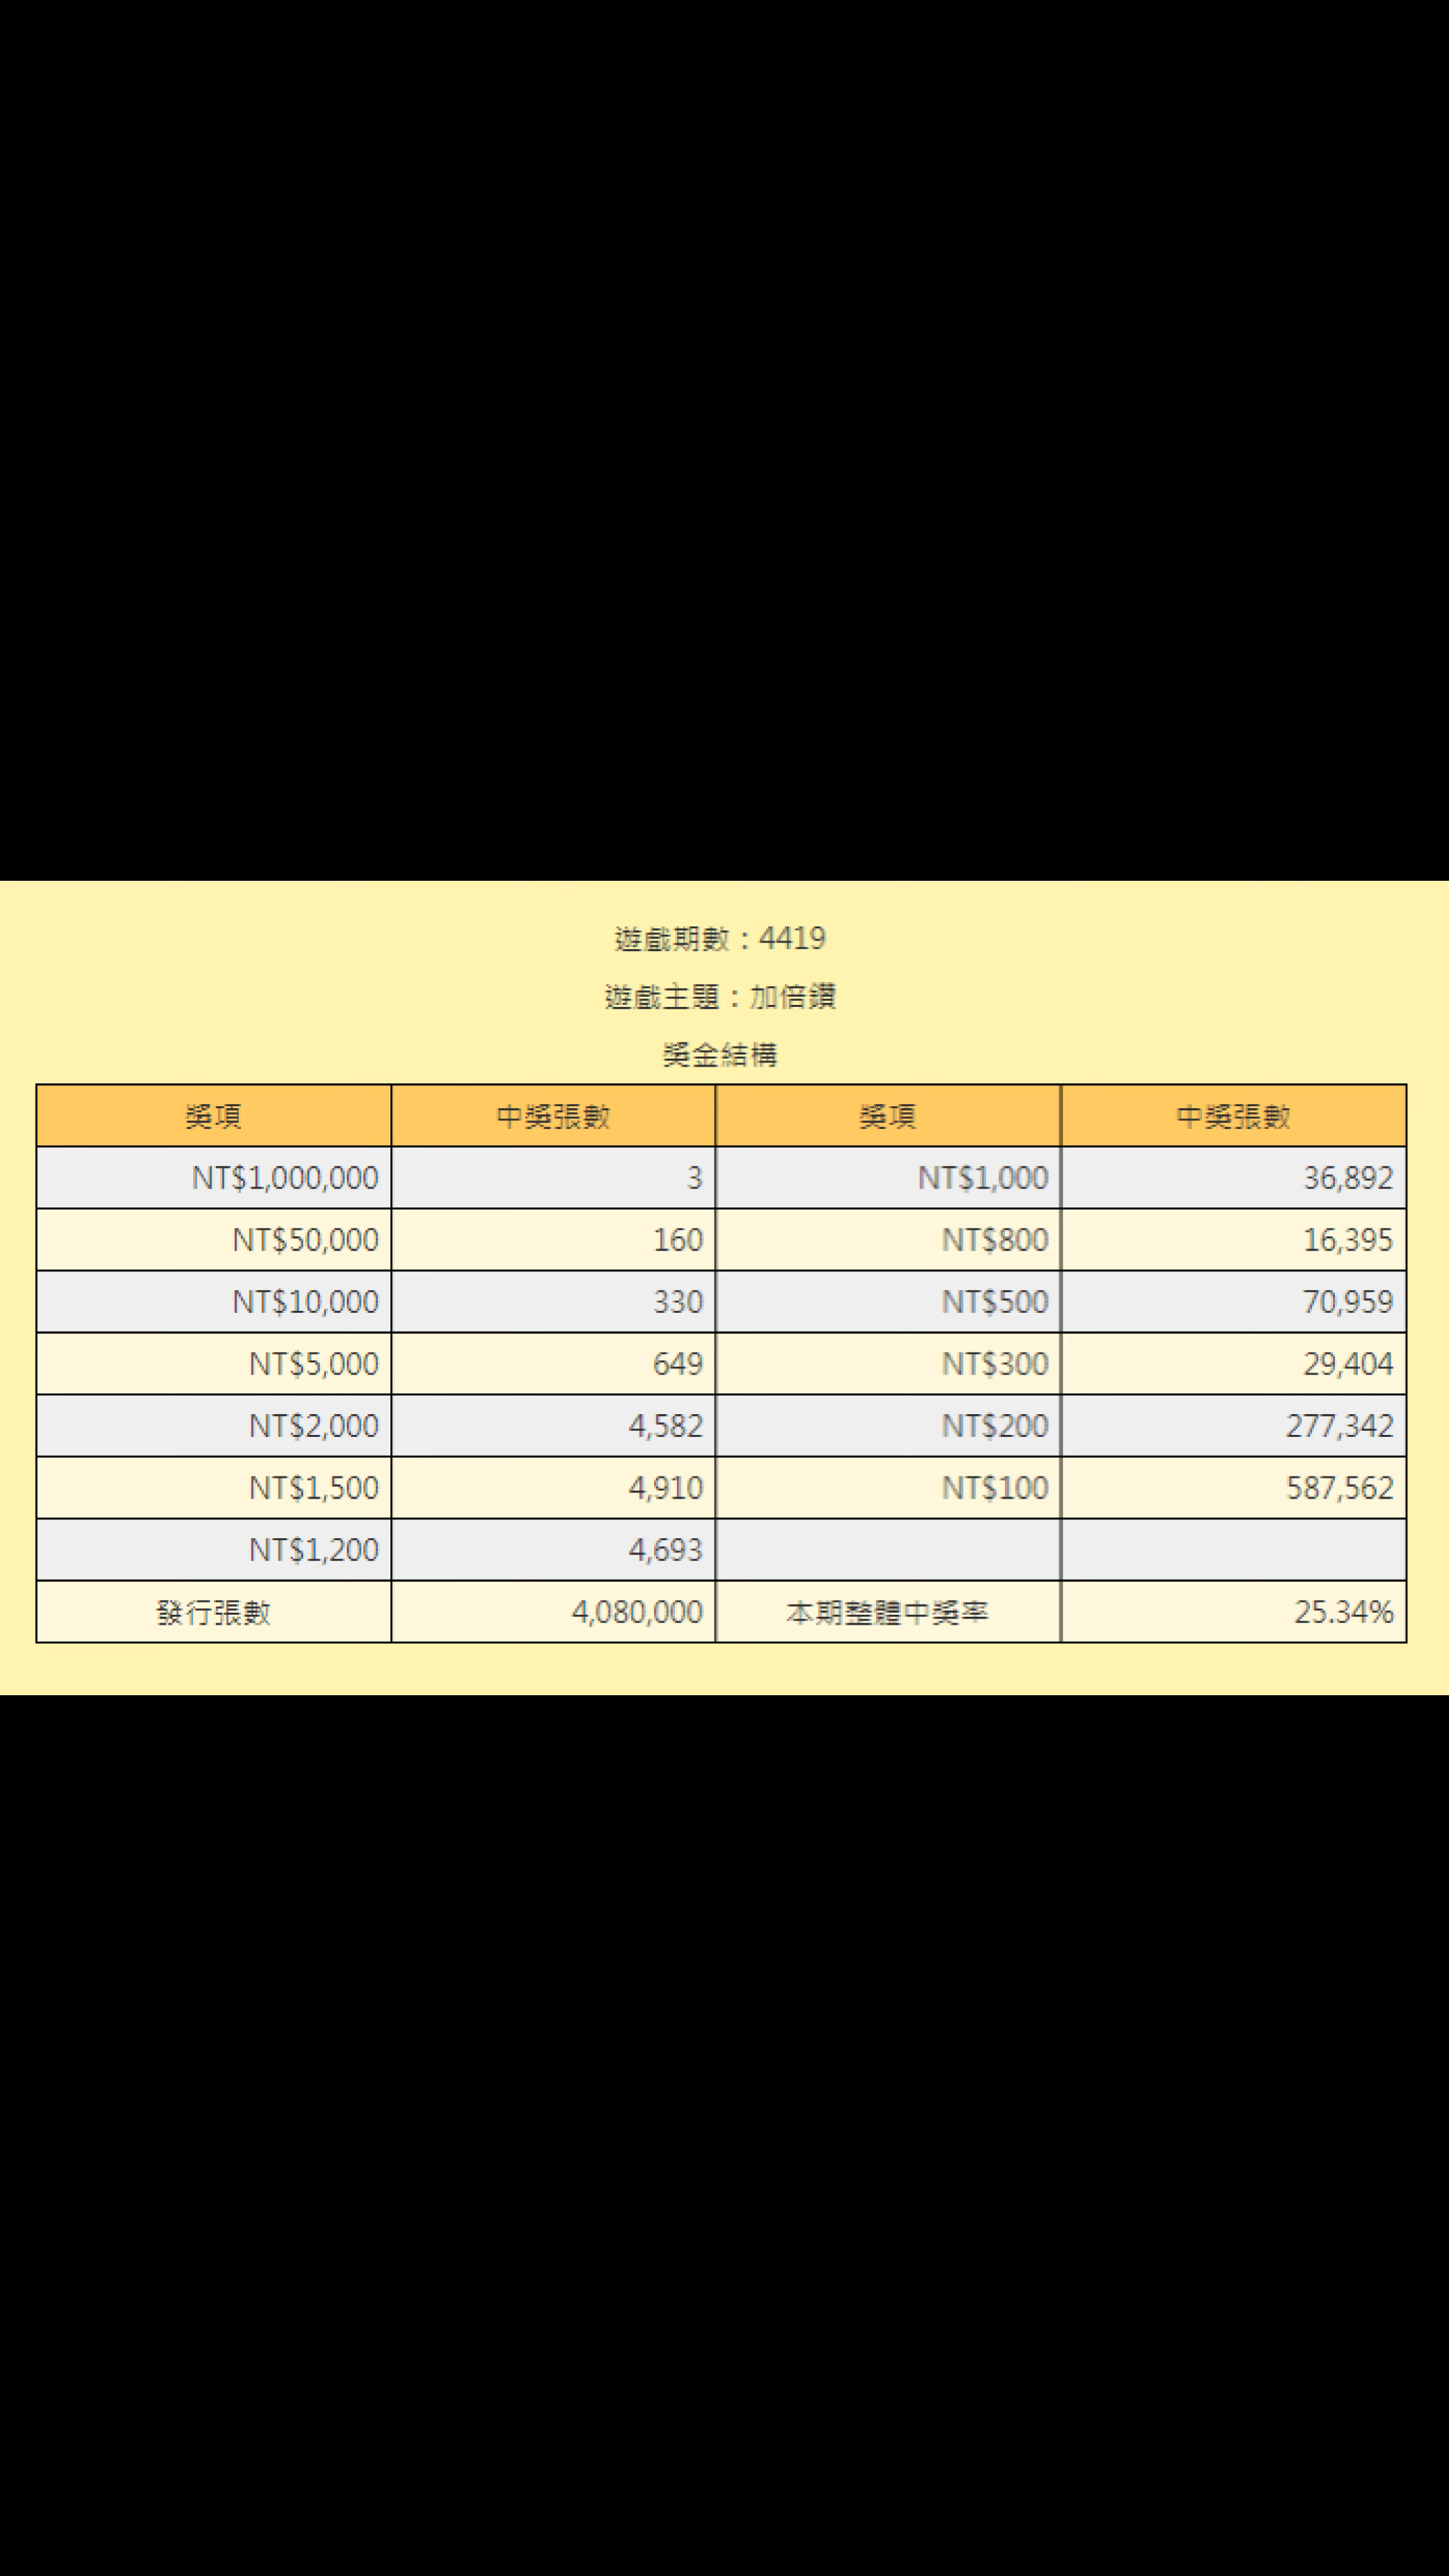 遊戲期數：4419
遊戲主題：加倍鑽
獎金結構
獎項 中獎張數 獎項 中獎張數
NT$1,000,000 3 NT$1,000 36,892
NT$50,000 160 NT$800 16,395
NT$10,000 330 NT$500 70,959
NT$5,000 649 NT$300 29,404
NT$2,000 4,582 NT$200 277,342
NT$1,500 4,910 NT$100 587,562
NT$1,200 4,693
發行張數 4,080,000 本期整體中獎率 25.34%